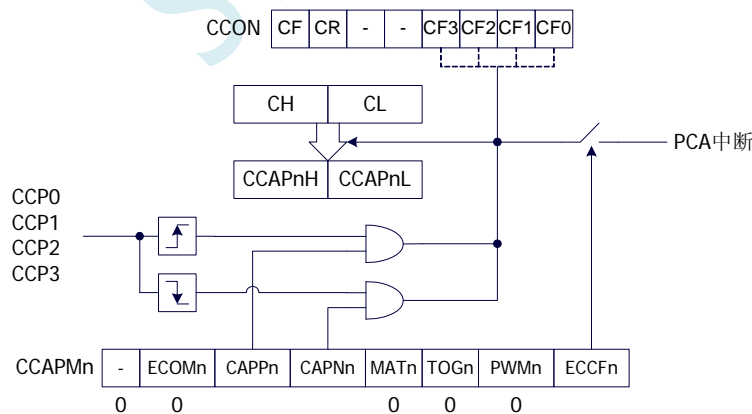 CCON CF CR - - CF3 CF2 CF1 CF0
CH CL
PCA中断
CCAPnH CCAPnL
CCP0
CCP1
CCP2
CCP3
CCAPMn - ECOMn CAPPn CAPNn MATn TOGn PWMn ECCFn
0 0 0 0 0